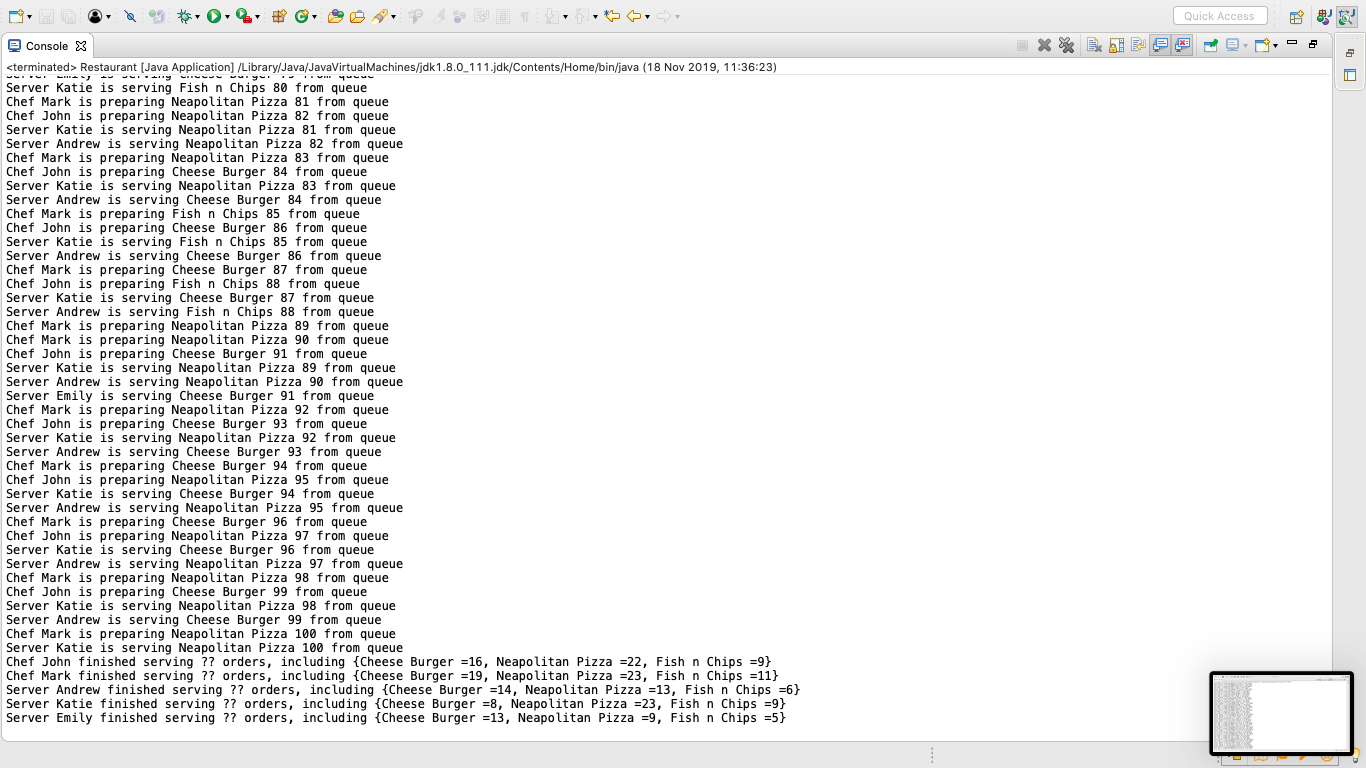 Quick Access
Console
<terminated> Restaurant [Java Application] /Library/Java/JavaVirtualMachines/jdk1.8.0_111.jdk/Contents/Home/bin/java (18 Nov 2019, 11:36:23)
Server Emily is serving Cheese Burger 79 from queue
Server Katie is serving Fish n Chips 80 from queue
Chef Mark is preparing Neapolitan Pizza 81 from queue
Chef John is preparing Neapolitan Pizza 82 from queue
Server Katie is serving Neapolitan Pizza 81 from queue
Server Andrew is serving Neapolitan Pizza 82 from queue
Chef Mark is preparing Neapolitan Pizza 83 from queue
Chef John is preparing Cheese Burger 84 from queue
Server Katie is serving Neapolitan Pizza 83 from queue
Server Andrew is serving Cheese Burger 84 from queue
Chef Mark is preparing Fish n Chips 85 from queue
Chef John is preparing Cheese Burger 86 from queue
Server Katie is serving Fish n Chips 85 from queue
Server Andrew is serving Cheese Burger 86 from queue
Chef Mark is preparing Cheese Burger 87 from queue
Chef John is preparing Fish n Chips 88 from queue
Server Katie is serving Cheese Burger 87 from queue
Server Andrew is serving Fish n Chips 88 from queue
Chef Mark is preparing Neapolitan Pizza 89 from queue
Chef Mark is preparing Neapolitan Pizza 90 from queue
Chef John is preparing Cheese Burger 91 from queue
Server Katie is serving Neapolitan Pizza 89 from queue
Server Andrew is serving Neapolitan Pizza 90 from queue
Server Emily is serving Cheese Burger 91 from queue
Chef Mark is preparing Neapolitan Pizza 92 from queue
Chef John is preparing Cheese Burger 93 from queue
Server Katie is serving Neapolitan Pizza 92 from queue
Server Andrew is serving Cheese Burger 93 from queue
Chef Mark is preparing Cheese Burger 94 from queue
Chef John is preparing Neapolitan Pizza 95 from queue
Server Katie is serving Cheese Burger 94 from queue
Server Andrew is serving Neapolitan Pizza 95 from queue
Chef Mark is preparing Cheese Burger 96 from queue
Chef John is preparing Neapolitan Pizza 97 from queue
Server Katie is serving Cheese Burger 96 from queue
Server Andrew is serving Neapolitan Pizza 97 from queue
Chef Mark is preparing Neapolitan Pizza 98 from queue
Chef John is preparing Cheese Burger 99 from queue
Server Katie is serving Neapolitan Pizza 98 from queue
Server Andrew is serving Cheese Burger 99 from queue
Chef Mark is preparing Neapolitan Pizza 100 from queue
Server Katie is serving Neapolitan Pizza 100 from queue
Chef John finished serving ?? orders, including {Cheese Burger =16, Neapolitan Pizza =22, Fish n Chips =9}
Chef Mark finished serving ?? orders, including {Cheese Burger =19, Neapolitan Pizza =23, Fish n Chips =11}
Server Andrew finished serving ?? orders, including {Cheese Burger =14, Neapolitan Pizza =13, Fish n Chips =6}
Server Katie finished serving ?? orders, including {Cheese Burger =8, Neapolitan Pizza =23, Fish n Chips =9}
Server Emily finished serving ?? orders, including {Cheese Burger =13, Neapolitan Pizza =9, Fish n Chips =5}